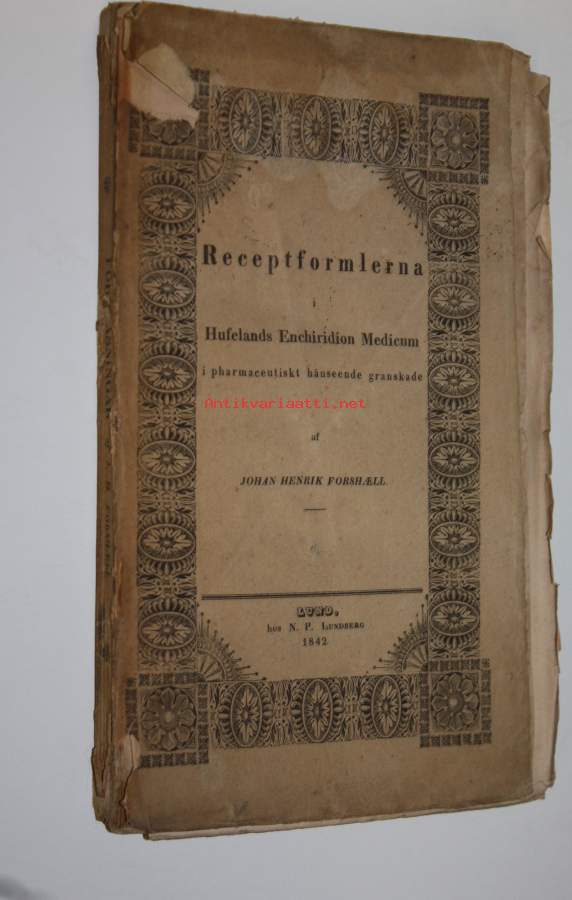 Receptformlerna
i
Hufelands Enchiridion Medicum
i pharmaceutiskt hänseende granskade
Antikvariaatti.net
af
JOHAN HENRIK FORSHÆLL.
LUND,
hos N. P. LUNDBERG
1842